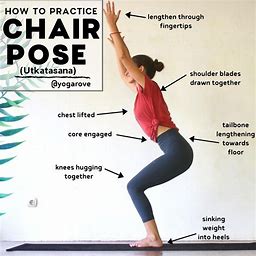 HOW TO PRACTICE
CHAIR
POSE
(Utkatasana)
@yogarove
lengthen through
fingertips
shoulder blades
drawn together
chest lifted
core engaged
tailbone
lengthening
towards
floor
knees hugging
together
sinking
weight
into heels